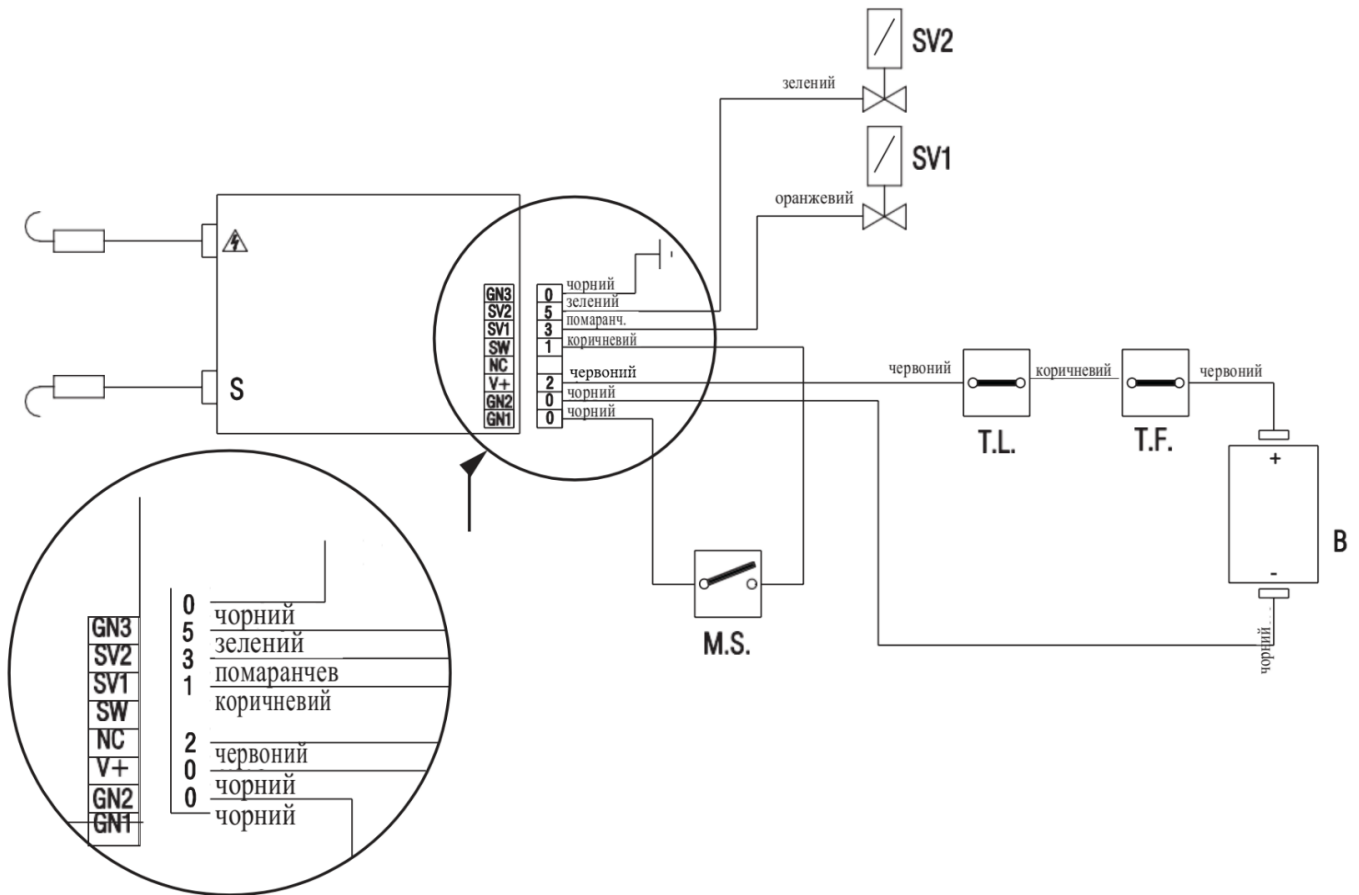 SV2
зелений
SV1
оранжевий
S
GN3 0 чорний
SV2 5 зелений
SV1 3 помаранч.
SW 1 коричневий
NC
V+ 2 червоний
GN2 0 чорний
GN1 0 чорний
червоний
коричневий
червоний
T.L.
T.F.
+
-
B
чорний
M.S.
0 чорний
GN3 5 зелений
SV2 3 помаранчев
SV1 1 коричневий
SW
NC 2 червоний
V+ 0 чорний
GN2 0 чорний
GN1